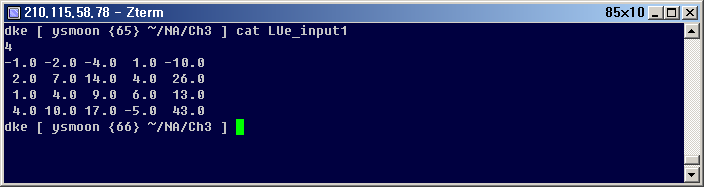 210.115.58.78 - Zterm 85×10
dke [ ysmoon {65} ~/NA/Ch3 ] cat LUe_input1
4
-1.0 -2.0 -4.0  1.0 -10.0
 2.0  7.0 14.0  4.0  26.0
 1.0  4.0  9.0  6.0  13.0
 4.0 10.0 17.0 -5.0  43.0
dke [ ysmoon {66} ~/NA/Ch3 ]